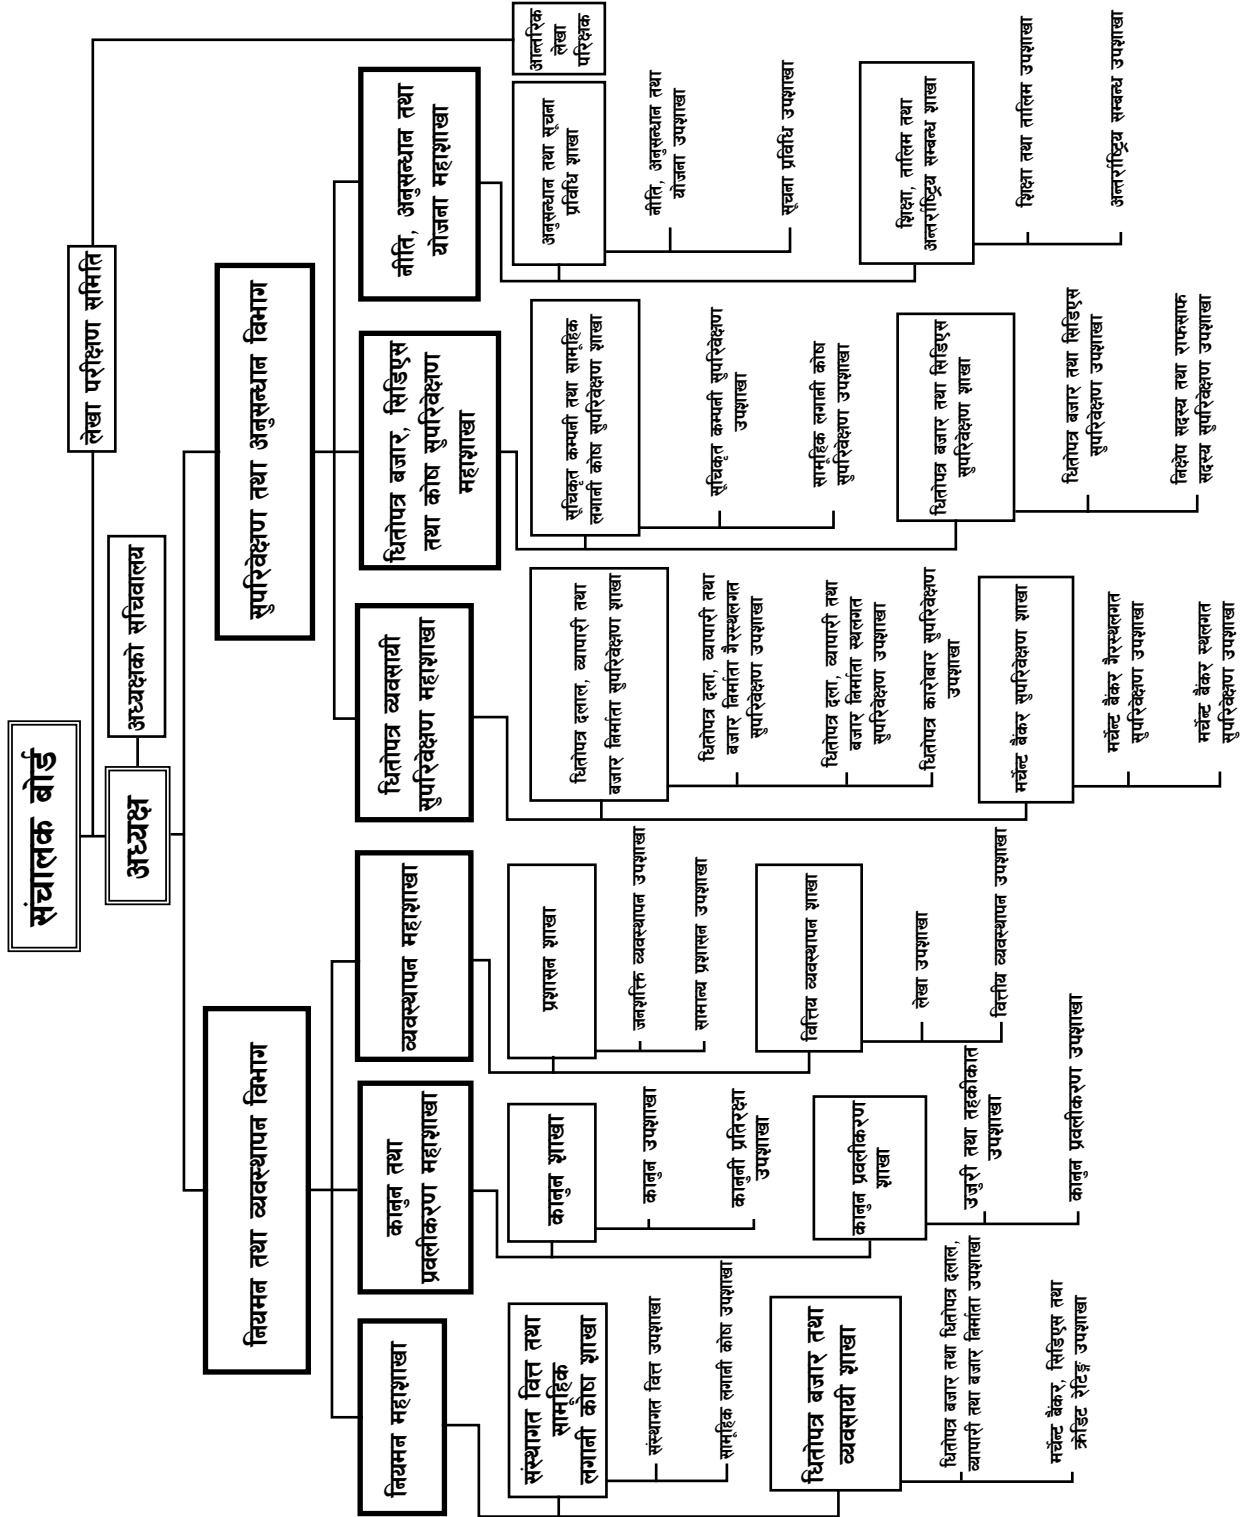 संचालक बोर्ड
लेखा परीक्षण समिति
आन्तरिक
लेखा
परिक्षक
अध्यक्ष
अध्यक्षको सचिवालय
नियमन तथा व्यवस्थापन विभाग
सुपरिवेक्षण तथा अनुसन्धान विभाग
नियमन महाशाखा
कानून तथा
प्रवलीकरण महाशाखा
व्यवस्थापन महाशाखा
धितोपत्र व्यवसायी
सुपरिवेक्षण महाशाखा
धितोपत्र बजार, सिडिएस
तथा कोष सुपरिवेक्षण
महाशाखा
नीति, अनुसन्धान तथा
योजना महाशाखा
संस्थागत वित्त तथा
सामूहिक
लगानी कोष शाखा
संस्थागत वित्त उपशाखा
सामूहिक लगानी कोष उपशाखा
धितोपत्र बजार तथा
व्यवसायी शाखा
धितोपत्र बजार तथा धितोपत्र दलाल,
व्यापारी तथा बजार निर्माता उपशाखा
मर्चेन्ट बैंकर, सिडिएस तथा
क्रेडिट रेटिङ्ग उपशाखा
कानून शाखा
कानून उपशाखा
कानूनी प्रतिरक्षा
उपशाखा
कानून प्रवलीकरण
शाखा
उजुरी तथा तहकीकात
उपशाखा
कानून प्रवलीकरण उपशाखा
प्रशासन शाखा
जनशक्ति व्यवस्थापन उपशाखा
सामान्य प्रशासन उपशाखा
वित्तिय व्यवस्थापन शाखा
लेखा उपशाखा
वित्तीय व्यवस्थापन उपशाखा
धितोपत्र दलाल, व्यापारी तथा
बजार निर्माता सुपरिवेक्षण शाखा
धितोपत्र दला, व्यापारी तथा
बजार निर्माता गैरस्थलगत
सुपरिवेक्षण उपशाखा
धितोपत्र दला, व्यापारी तथा
बजार निर्माता स्थलगत
सुपरिवेक्षण उपशाखा
धितोपत्र कारोबार सुपरिवेक्षण
उपशाखा
मर्चेन्ट बैंकर सुपरिवेक्षण शाखा
मर्चेन्ट बैंकर गैरस्थलगत
सुपरिवेक्षण उपशाखा
मर्चेन्ट बैंकर स्थलगत
सुपरिवेक्षण उपशाखा
सूचिकृत कम्पनी तथा सामूहिक
लगानी कोष सुपरिवेक्षण शाखा
सूचिकृत कम्पनी सुपरिवेक्षण
उपशाखा
सामूहिक लगानी कोष
सुपरिवेक्षण उपशाखा
धितोपत्र बजार तथा सिडिएस
सुपरिवेक्षण शाखा
धितोपत्र बजार तथा सिडिएस
सुपरिवेक्षण उपशाखा
निक्षेप सदस्य तथा राफसाफ
सदस्य सुपरिवेक्षण उपशाखा
अनुसन्धान तथा सूचना
प्रविधि शाखा
नीति, अनुसन्धान तथा
योजना उपशाखा
सूचना प्रविधि उपशाखा
शिक्षा, तालिम तथा
अन्तर्राष्ट्रिय सम्बन्ध शाखा
शिक्षा तथा तालिम उपशाखा
अन्तर्राष्ट्रिय सम्बन्ध उपशाखा